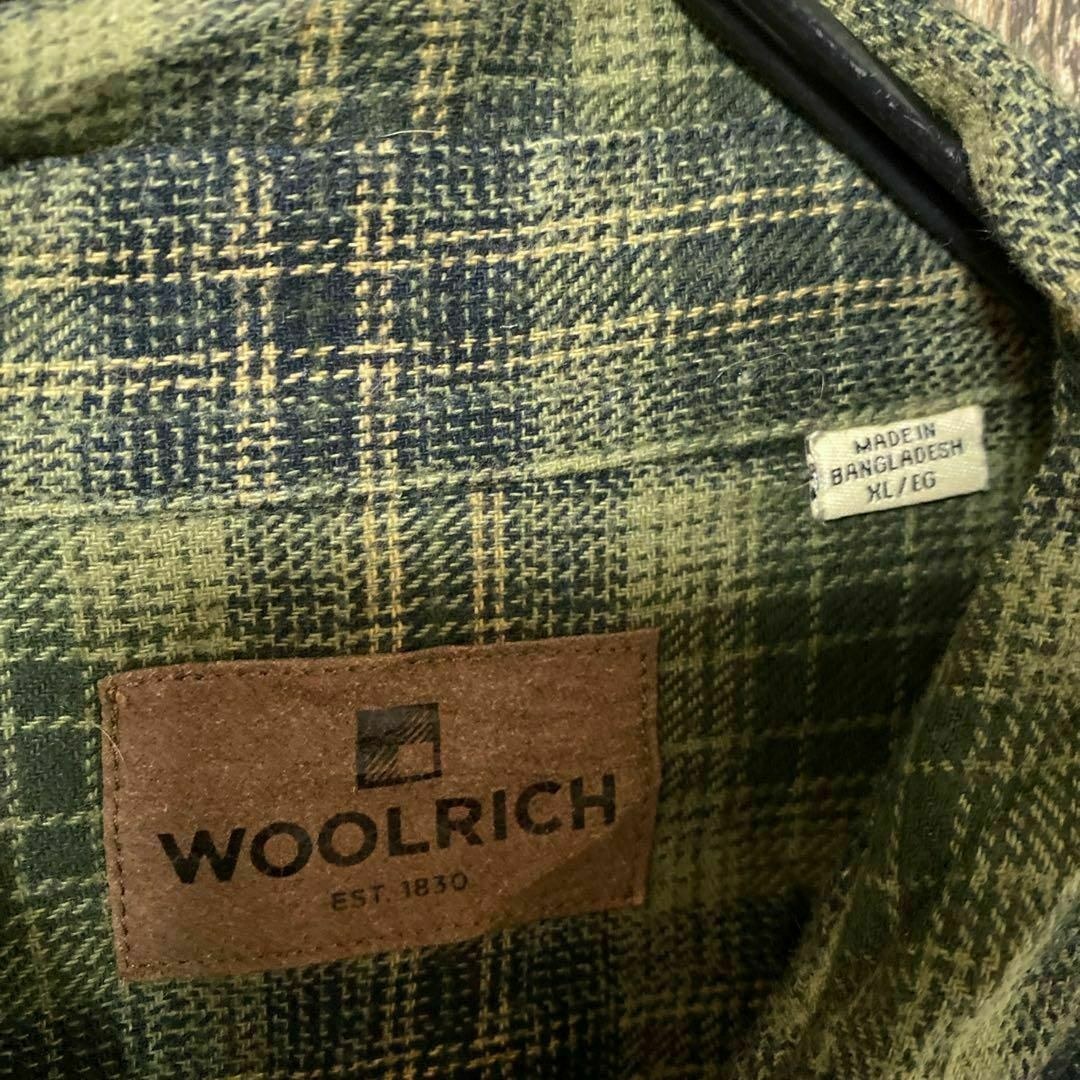 MADE IN
BANGLADESH
XL/EG
WOOLRICH
EST. 1830